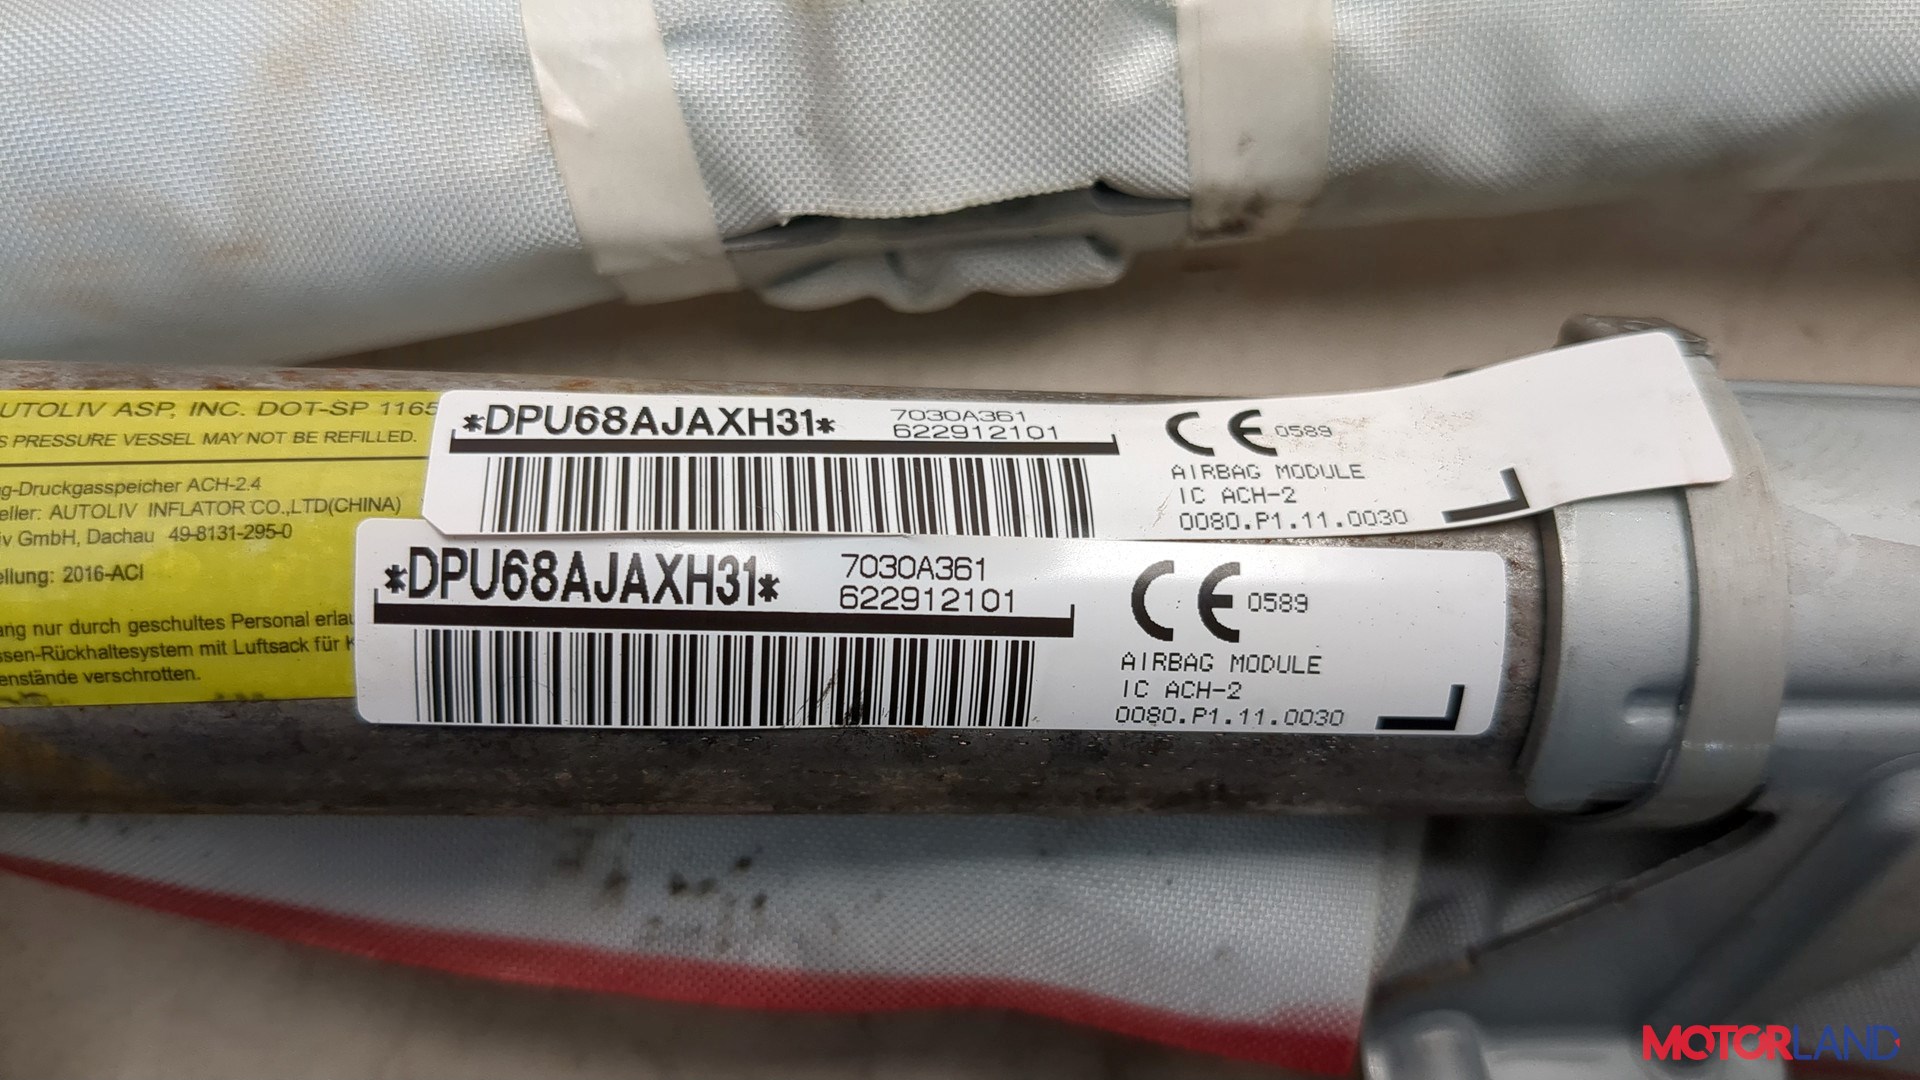 UTOLIV ASP, INC. DOT-SP 1165
S PRESSURE VESSEL MAY NOT BE REFILLED.
g-Druckgasspeicher ACH-2.4
eller: AUTOLIV INFLATOR CO.,LTD(CHINA)
iv GmbH, Dachau 49-8131-295-0
ellung: 2016-ACI
ang nur durch geschultes Personal erlau
ssen-Rückhaltesystem mit Luftsack für K
enstände verschrotten.
*DPU68AJAXH31*
7030A361
622912101
CE 0589
AIRBAG MODULE
IC ACH-2
0080.P1.11.0030
*DPU68AJAXH31*
7030A361
622912101
CE 0589
AIRBAG MODULE
IC ACH-2
0080.P1.11.0030
MOTORLAND